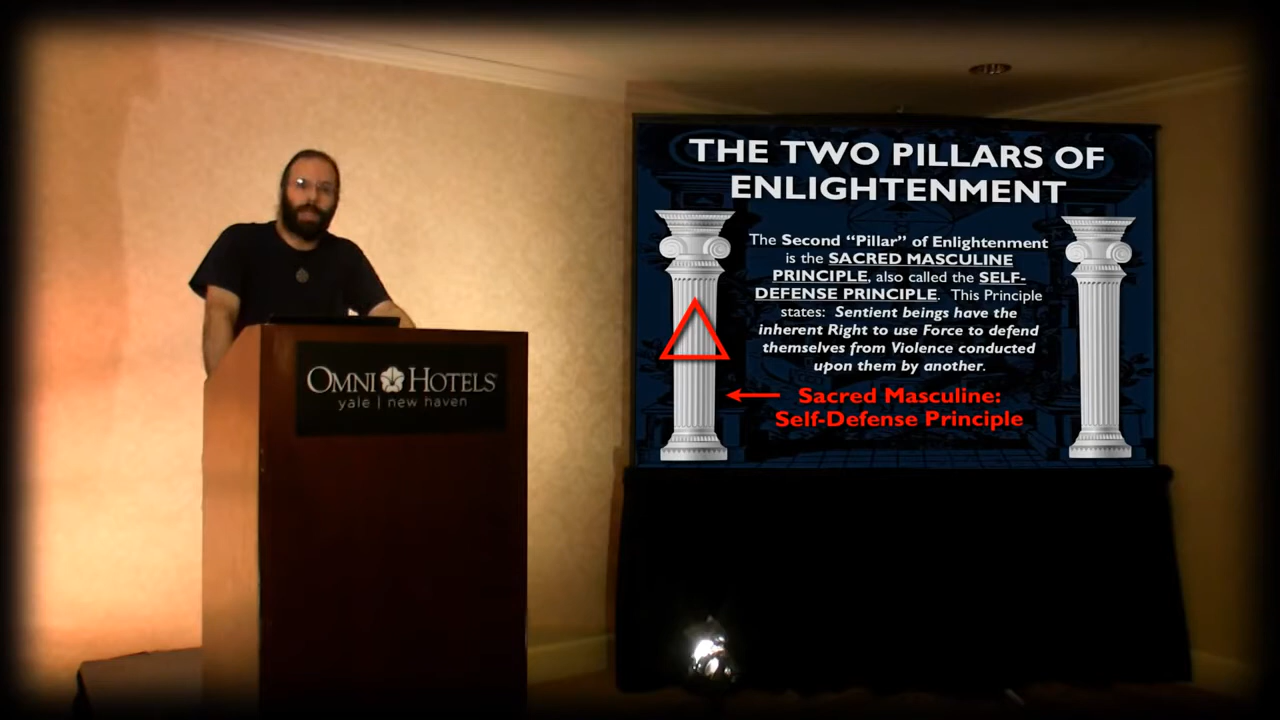 OMNI HOTELS
yale | new haven
THE TWO PILLARS OF
ENLIGHTENMENT
The Second “Pillar” of Enlightenment
is the SACRED MASCULINE
PRINCIPLE, also called the SELF-
DEFENSE PRINCIPLE. This Principle
states: Sentient beings have the
inherent Right to use Force to defend
themselves from Violence conducted
upon them by another.
Sacred Masculine:
Self-Defense Principle